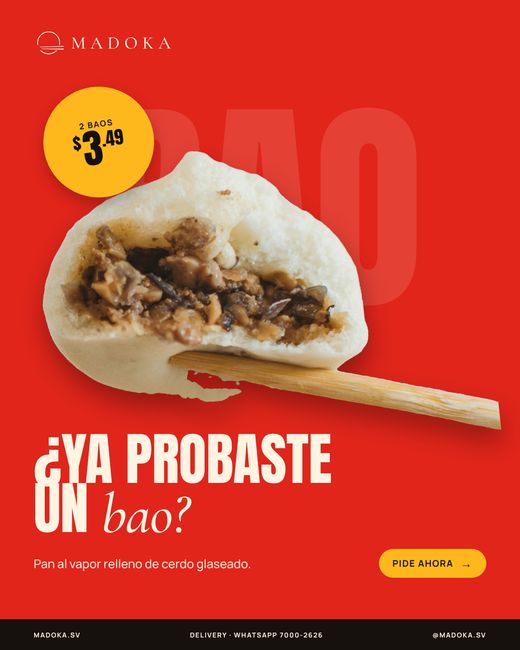 MADOKA
2 BAOS
$3.49
BAO
¿YA PROBASTE
UN bao?
Pan al vapor relleno de cerdo glaseado.
PIDE AHORA →
MADOKA.SV
DELIVERY · WHATSAPP 7000-2626
@MADOKA.SV